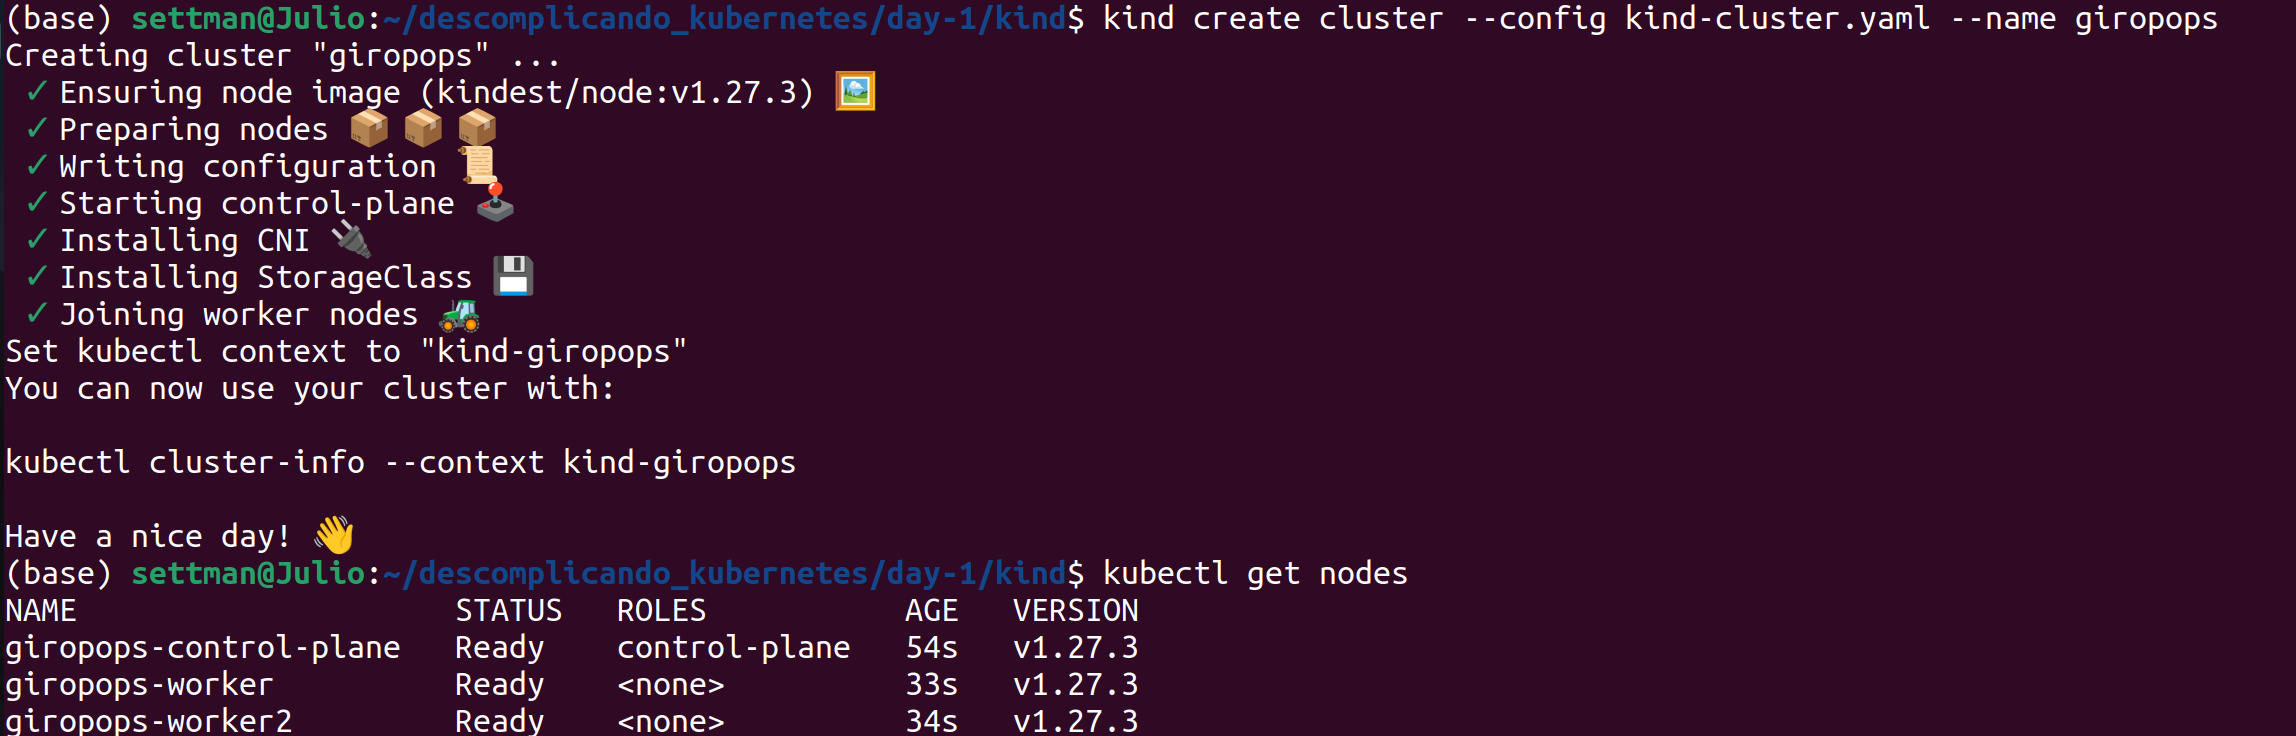 (base) settman@Julio:~/descomplicando_kubernetes/day-1/kind$ kind create cluster --config kind-cluster.yaml --name giropops
Creating cluster "giropops" ...
✓ Ensuring node image (kindest/node:v1.27.3) 🖼
✓ Preparing nodes 📦 📦 📦
✓ Writing configuration 📜
✓ Starting control-plane 🕹
✓ Installing CNI 🔌
✓ Installing StorageClass 💾
✓ Joining worker nodes 🚜
Set kubectl context to "kind-giropops"
You can now use your cluster with:

kubectl cluster-info --context kind-giropops

Have a nice day! 👋
(base) settman@Julio:~/descomplicando_kubernetes/day-1/kind$ kubectl get nodes
NAME                     STATUS   ROLES           AGE   VERSION
giropops-control-plane   Ready    control-plane   54s   v1.27.3
giropops-worker          Ready    <none>          33s   v1.27.3
giropops-worker2         Ready    <none>          34s   v1.27.3